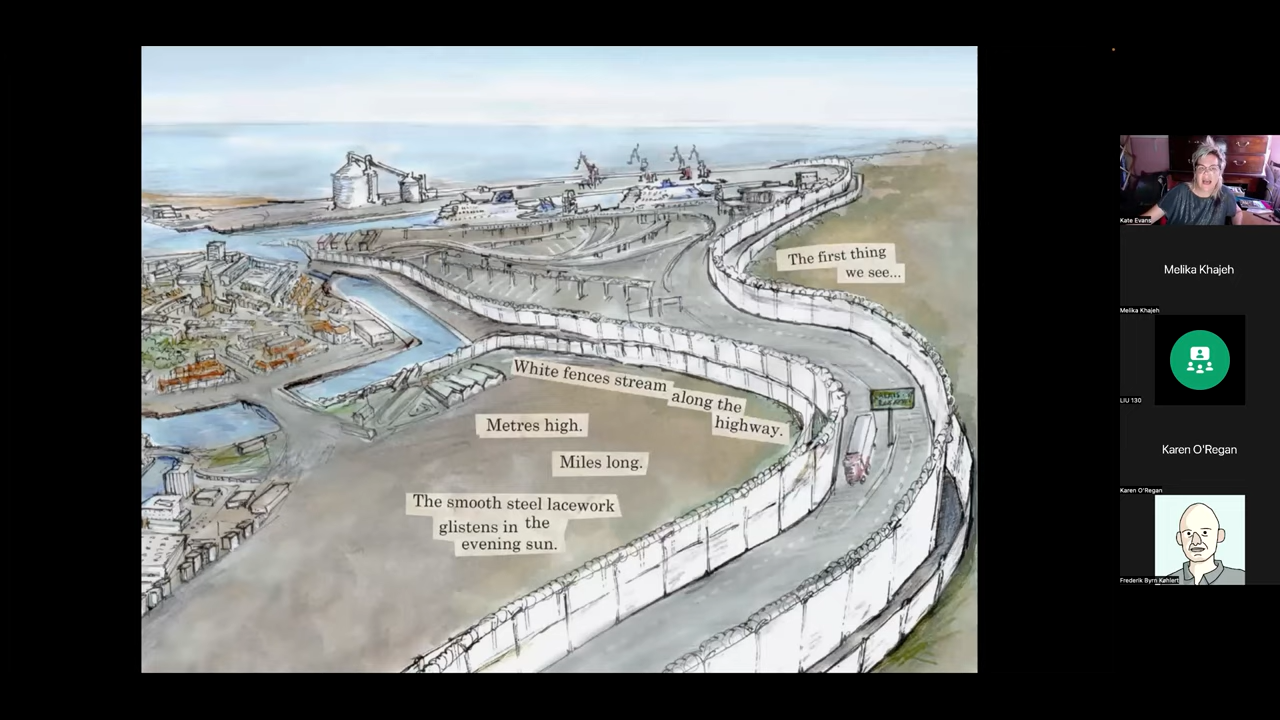 The first thing
we see...
White fences stream
along the
highway.
Metres high.
Miles long.
The smooth steel lacework
glistens in the
evening sun.
Kate Evans
Melika Khajeh
Melika Khajeh
LIU 130
Karen O'Regan
Karen O'Regan
Frederik Byrn Køhlert